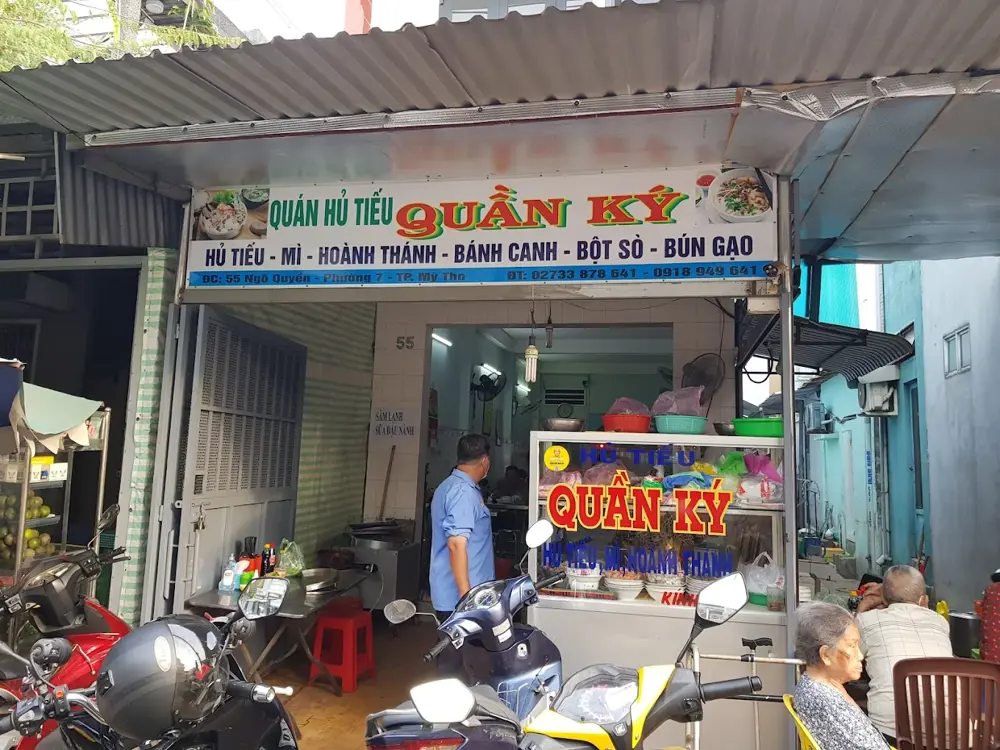 QUÁN HỦ TIẾU QUẦN KÝ
HỦ TIẾU - MÌ - HOÀNH THÁNH - BÁNH CANH - BỘT SÒ - BÚN GẠO
ĐC: 55 Ngô Quyền - Phường 7 - TP. Mỹ Tho ĐT: 02733 878 641 - 0918 949 641
55
SÂM LẠNH
SỮA ĐẬU NÀNH
HỦ TIẾU
QUẦN KÝ
HỦ TIẾU, MÌ, HOÀNH THÁNH
KÍNH